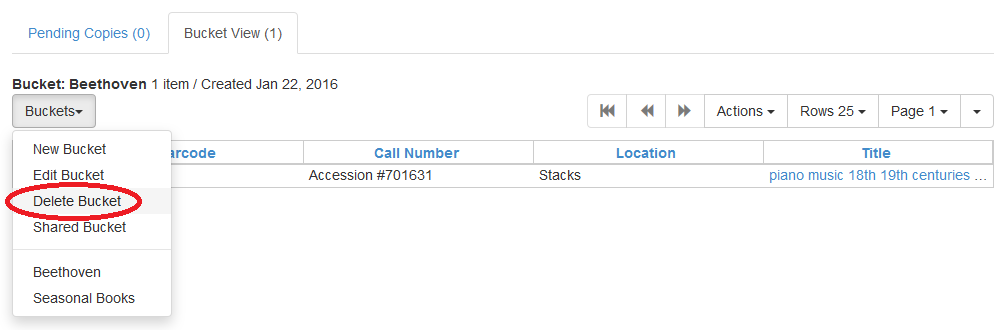 Pending Copies (0) Bucket View (1)
Bucket: Beethoven 1 item / Created Jan 22, 2016
Buckets Actions Rows 25 Page 1
arcode Call Number Location Title
Accession #701631 Stacks piano music 18th 19th centuries ...
New Bucket
Edit Bucket
Delete Bucket
Shared Bucket
Beethoven
Seasonal Books